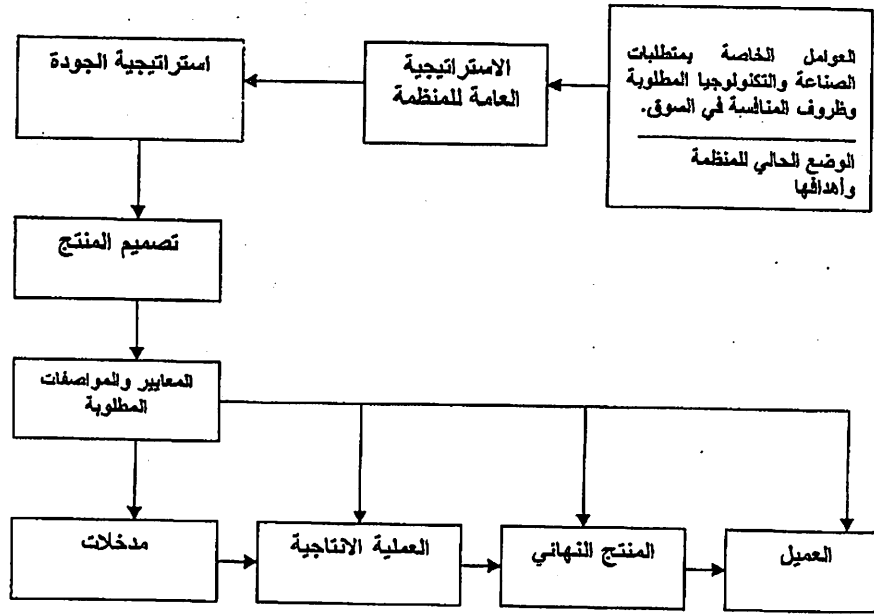 العوامل الخاصة بمتطلبات
الصناعة والتكنولوجيا المطلوبة
وظروف المنافسة في السوق.
الوضع الحالي للمنظمة
وأهدافها
الاستراتيجية
العامة للمنظمة
استراتيجية الجودة
تصميم المنتج
المعايير والمواصفات
المطلوبة
مدخلات
العملية الانتاجية
المنتج النهائي
العميل